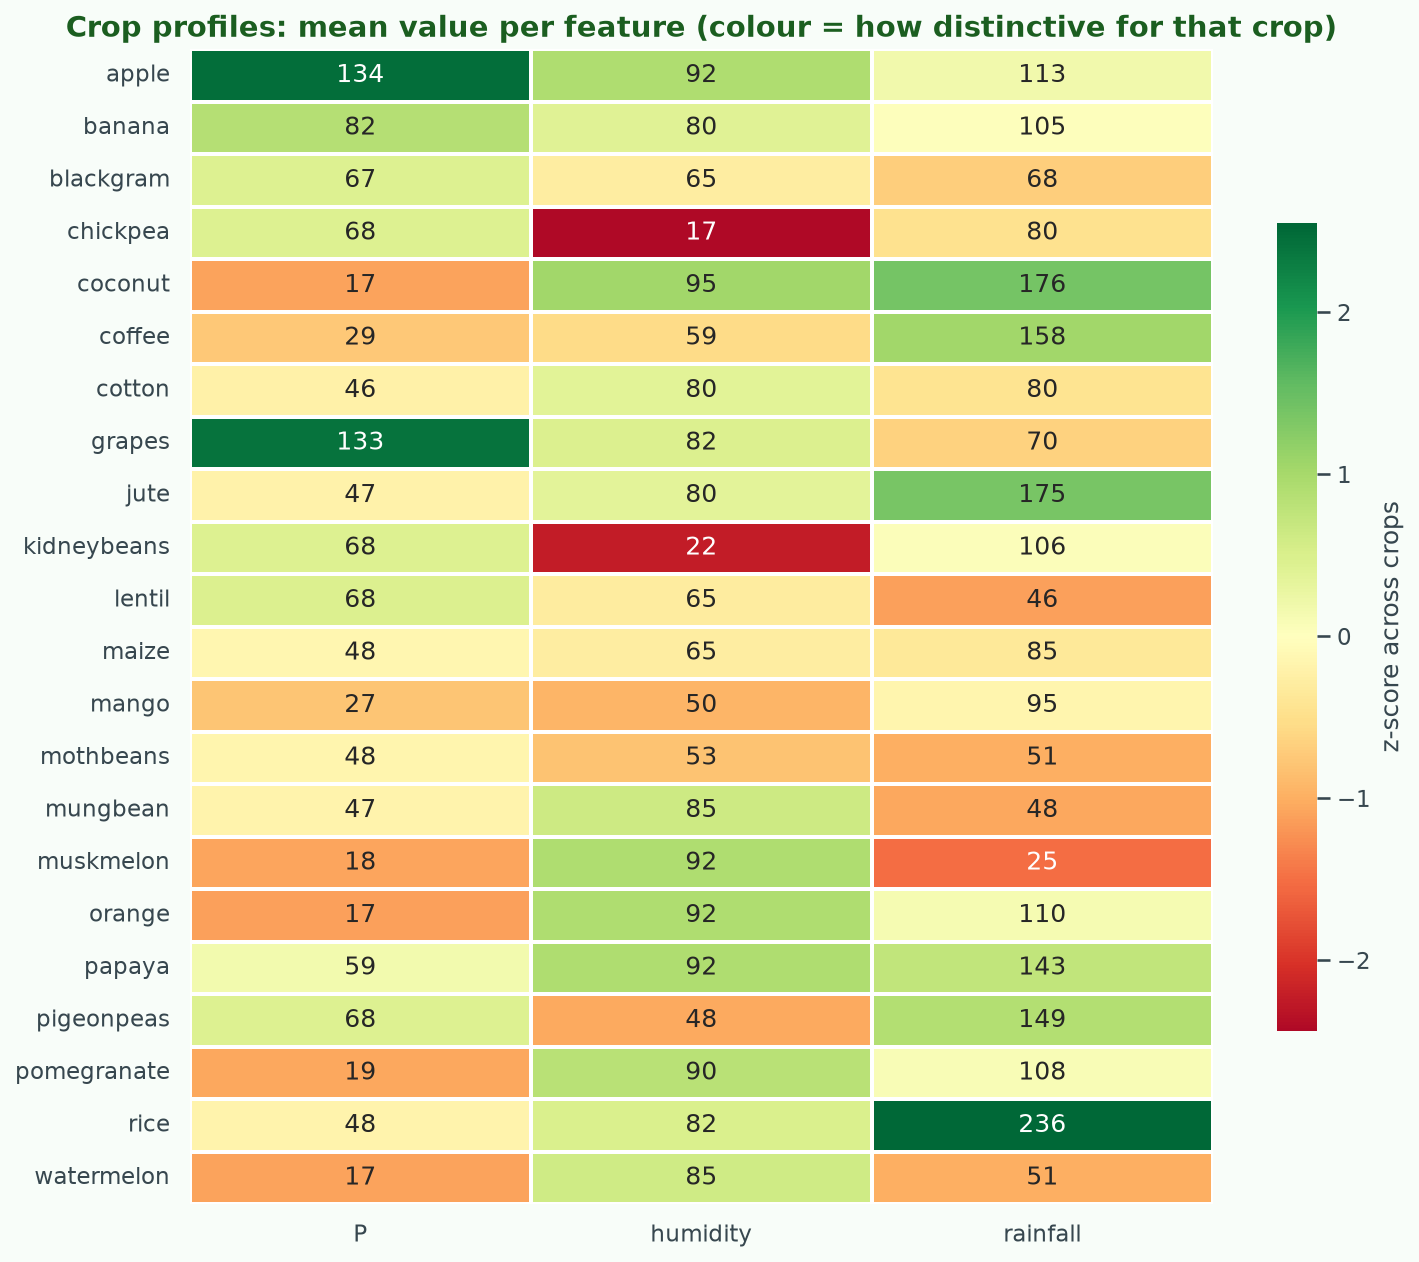 Crop profiles: mean value per feature (colour = how distinctive for that crop)
apple 134 92 113
banana 82 80 105
blackgram 67 65 68
chickpea 68 17 80
coconut 17 95 176
coffee 29 59 158
cotton 46 80 80
grapes 133 82 70
jute 47 80 175
kidneybeans 68 22 106
lentil 68 65 46
maize 48 65 85
mango 27 50 95
mothbeans 48 53 51
mungbean 47 85 48
muskmelon 18 92 25
orange 17 92 110
papaya 59 92 143
pigeonpeas 68 48 149
pomegranate 19 90 108
rice 48 82 236
watermelon 17 85 51
P humidity rainfall
2
1
0
−1
−2
z-score across crops